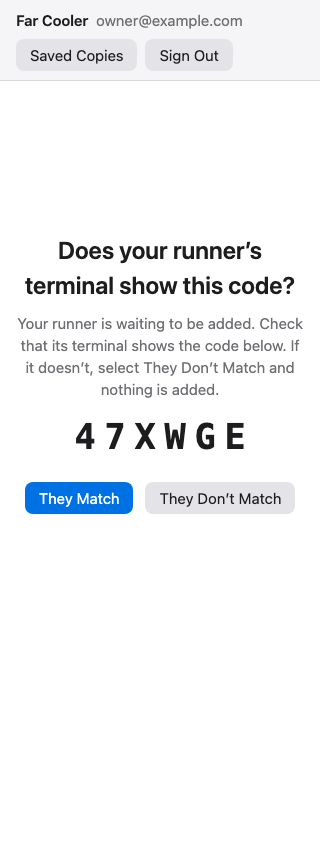 Far Cooler owner@example.com
Saved Copies Sign Out
Does your runner’s
terminal show this code?
Your runner is waiting to be added. Check
that its terminal shows the code below. If
it doesn’t, select They Don’t Match and
nothing is added.
47XWGE
They Match They Don’t Match